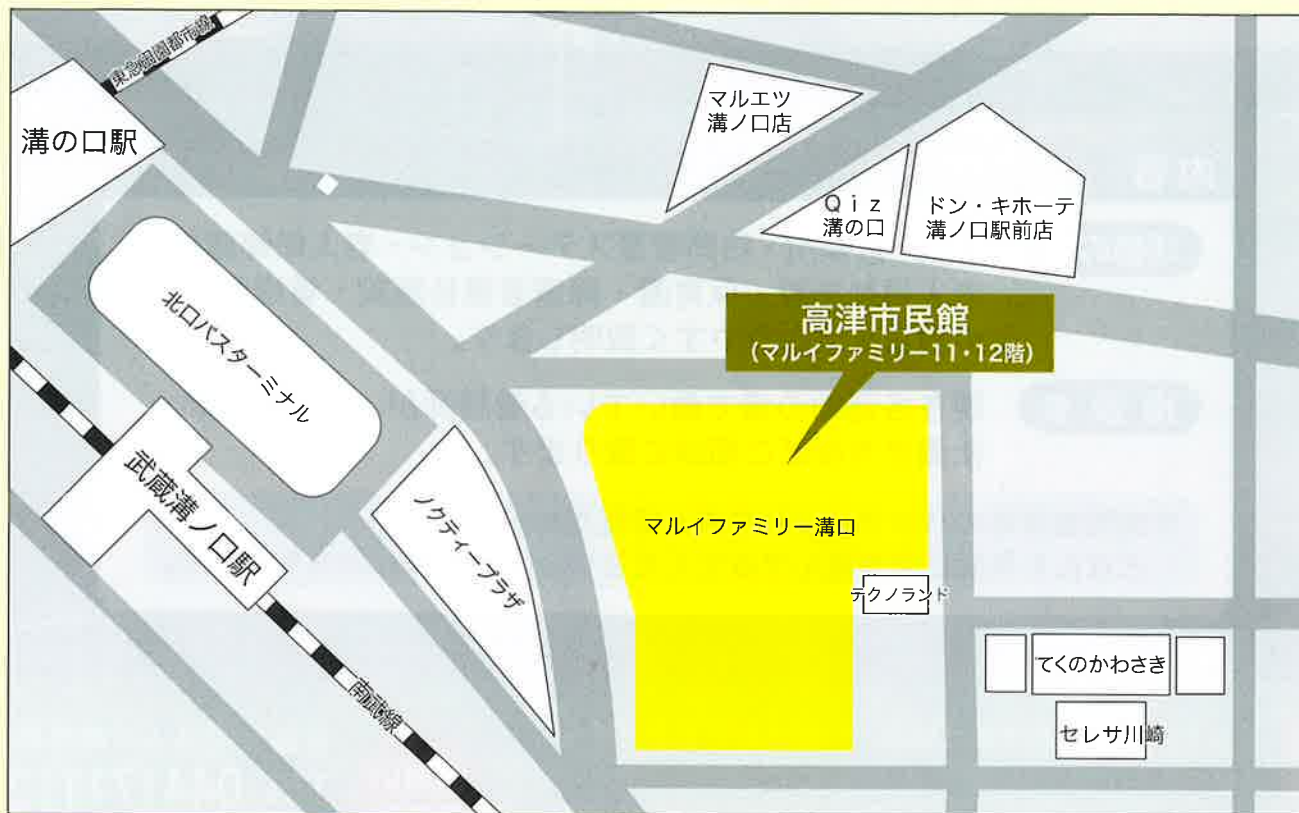 東急田園都市線
溝の口駅
マルエツ
溝ノ口店
Qiz
溝の口
ドン・キホーテ
溝ノ口駅前店
高津市民館
(マルイファミリー11・12階)
北口バスターミナル
武蔵溝ノ口駅
ノクティープラザ
マルイファミリー溝口
テクノランド
てくのかわさき
セレサ川崎
南武線